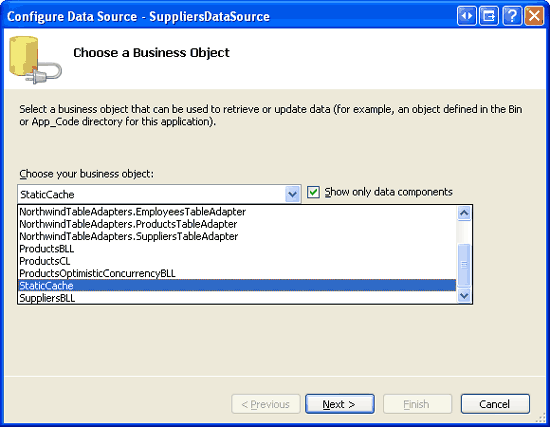 Configure Data Source - SuppliersDataSource
Choose a Business Object
Select a business object that can be used to retrieve or update data (for example, an object defined in the Bin
or App_Code directory for this application).
Choose your business object:
StaticCache
Show only data components
NorthwindTableAdapters.EmployeesTableAdapter
NorthwindTableAdapters.ProductsTableAdapter
NorthwindTableAdapters.SuppliersTableAdapter
ProductsBLL
ProductsCL
ProductsOptimisticConcurrencyBLL
StaticCache
SuppliersBLL
< Previous
Next >
Finish
Cancel